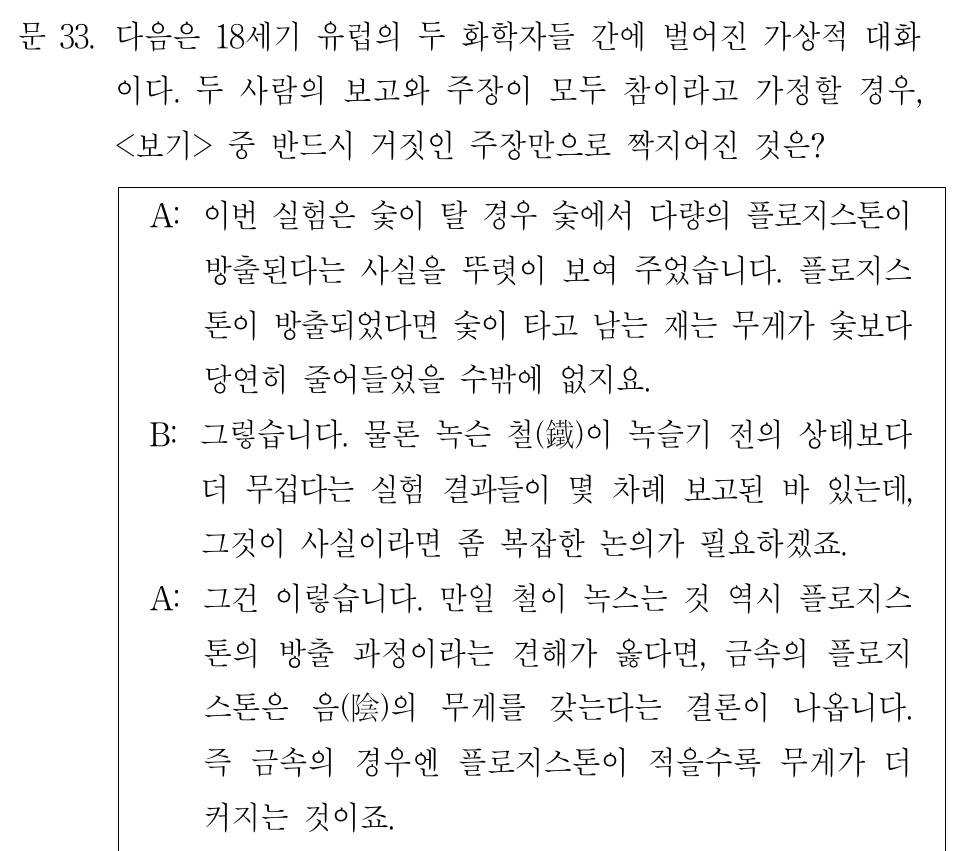 문 33. 다음은 18세기 유럽의 두 화학자들 간에 벌어진 가상적 대화
이다. 두 사람의 보고와 주장이 모두 참이라고 가정할 경우,
<보기> 중 반드시 거짓인 주장만으로 짝지어진 것은?
A: 이번 실험은 숯이 탈 경우 숯에서 다량의 플로지스톤이
방출된다는 사실을 뚜렷이 보여 주었습니다. 플로지스
톤이 방출되었다면 숯이 타고 남는 재는 무게가 숯보다
당연히 줄어들었을 수밖에 없지요.
B: 그렇습니다. 물론 녹슨 철(鐵)이 녹슬기 전의 상태보다
더 무겁다는 실험 결과들이 몇 차례 보고된 바 있는데,
그것이 사실이라면 좀 복잡한 논의가 필요하겠죠.
A: 그건 이렇습니다. 만일 철이 녹스는 것 역시 플로지스
톤의 방출 과정이라는 견해가 옳다면, 금속의 플로지
스톤은 음(陰)의 무게를 갖는다는 결론이 나옵니다.
즉 금속의 경우엔 플로지스톤이 적을수록 무게가 더
커지는 것이죠.